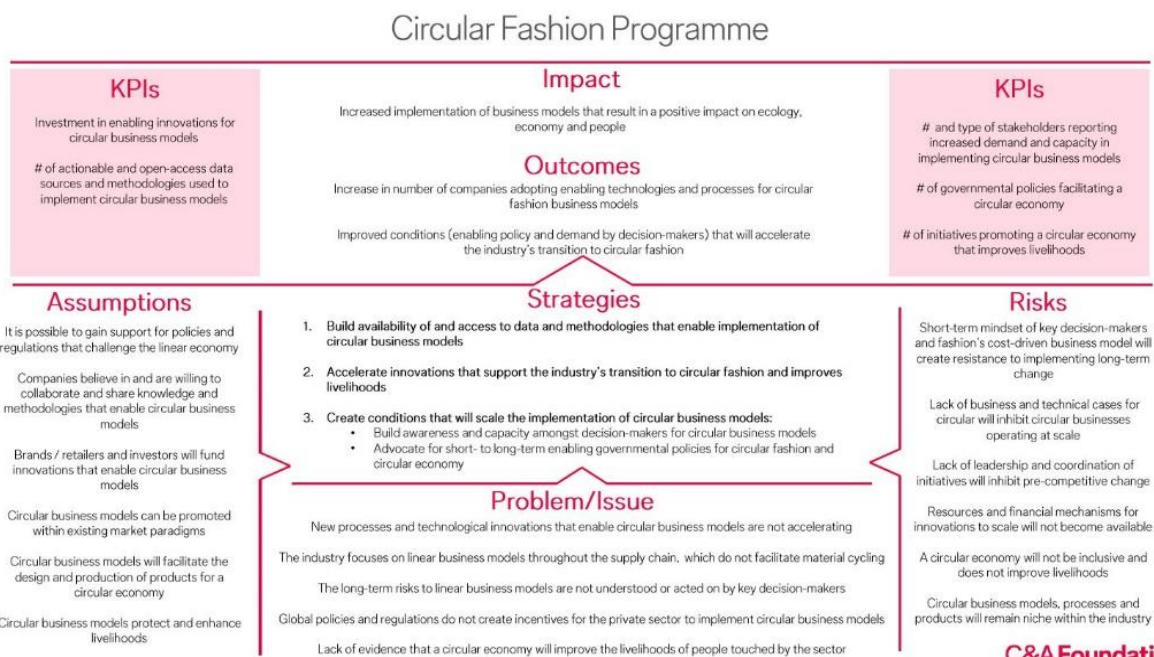 Circular Fashion Programme
KPIs
Investment in enabling innovations for
circular business models
# of actionable and open-access data
sources and methodologies used to
implement circular business models
Impact
Increased implementation of business models that result in a positive impact on ecology,
economy and people
Outcomes
Increase in number of companies adopting enabling technologies and processes for circular
fashion business models
Improved conditions (enabling policy and demand by decision-makers) that will accelerate
the industry's transition to circular fashion
KPIs
# and type of stakeholders reporting
increased demand and capacity in
implementing circular business models
# of governmental policies facilitating a
circular economy
# of initiatives promoting a circular economy
that improves livelihoods
Assumptions
It is possible to gain support for policies and
regulations that challenge the linear economy
Companies believe in and are willing to
collaborate and share knowledge and
methodologies that enable circular business
models
Brands / retailers and investors will fund
innovations that enable circular business
models
Circular business models can be promoted
within existing market paradigms
Circular business models will facilitate the
design and production of products for a
circular economy
Circular business models protect and enhance
livelihoods
Strategies
1. Build availability of and access to data and methodologies that enable implementation of
circular business models
2. Accelerate innovations that support the industry's transition to circular fashion and improves
livelihoods
3. Create conditions that will scale the implementation of circular business models:
• Build awareness and capacity amongst decision-makers for circular business models
• Advocate for short- to long-term enabling governmental policies for circular fashion and
circular economy
Problem/Issue
New processes and technological innovations that enable circular business models are not accelerating
The industry focuses on linear business models throughout the supply chain, which do not facilitate material cycling
The long-term risks to linear business models are not understood or acted on by key decision-makers
Global policies and regulations do not create incentives for the private sector to implement circular business models
Lack of evidence that a circular economy will improve the livelihoods of people touched by the sector
Risks
Short-term mindset of key decision-makers
and fashion's cost-driven business model will
create resistance to implementing long-term
change
Lack of business and technical cases for
circular will inhibit circular businesses
operating at scale
Lack of leadership and coordination of
initiatives will inhibit pre-competitive change
Resources and financial mechanisms for
innovations to scale will not become available
A circular economy will not be inclusive and
does not improve livelihoods
Circular business models, processes and
products will remain niche within the industry
C&A Foundati